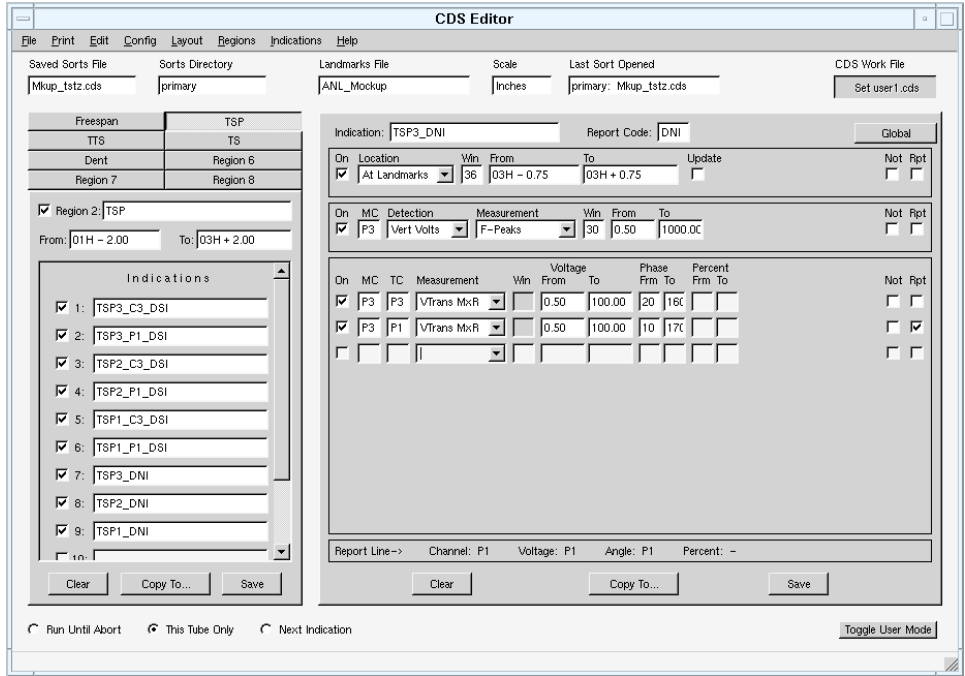 CDS Editor
File Print Edit Config Layout Regions Indications Help
Saved Sorts File Sorts Directory Landmarks File Scale Last Sort Opened CDS Work File
Mkup_tstz.cds primary ANL_Mockup Inches primary: Mkup_tstz.cds Set user1.cds
Freespan TSP
TTS TS
Dent Region 6
Region 7 Region 8
Region 2: TSP
From: 01H - 2.00 To: 03H + 2.00
Indications
1: TSP3_C3_DSI
2: TSP3_P1_DSI
3: TSP2_C3_DSI
4: TSP2_P1_DSI
5: TSP1_C3_DSI
6: TSP1_P1_DSI
7: TSP3_DNI
8: TSP2_DNI
9: TSP1_DNI
10:
Clear Copy To... Save
Indication: TSP3_DNI Report Code: DNI Global
On Location Win From To Update Not Rpt
At Landmarks 36 03H - 0.75 03H + 0.75
On MC Detection Measurement Win From To Not Rpt
P3 Vert Volts F-Peaks 30 0.50 1000.00
Voltage Phase Percent
On MC TC Measurement Win From To Frm To Frm To Not Rpt
P3 P3 VTrans MxR 0.50 100.00 20 160
P3 P1 VTrans MxR 0.50 100.00 10 170
Report Line-> Channel: P1 Voltage: P1 Angle: P1 Percent: -
Clear Copy To... Save
Run Until Abort This Tube Only Next Indication Toggle User Mode